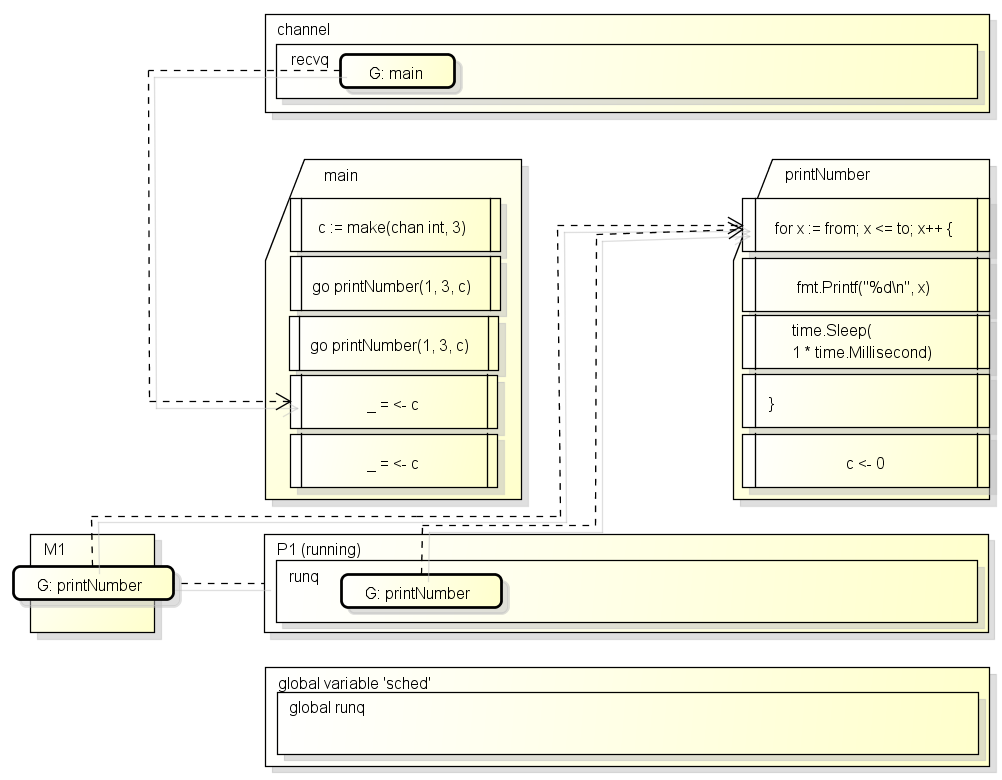 channel
recvq
G: main
main
c := make(chan int, 3)
go printNumber(1, 3, c)
go printNumber(1, 3, c)
_ = <- c
_ = <- c
printNumber
for x := from; x <= to; x++ {
fmt.Printf("%d\n", x)
time.Sleep(
1 * time.Millisecond)
}
c <- 0
M1
G: printNumber
P1 (running)
runq
G: printNumber
global variable 'sched'
global runq